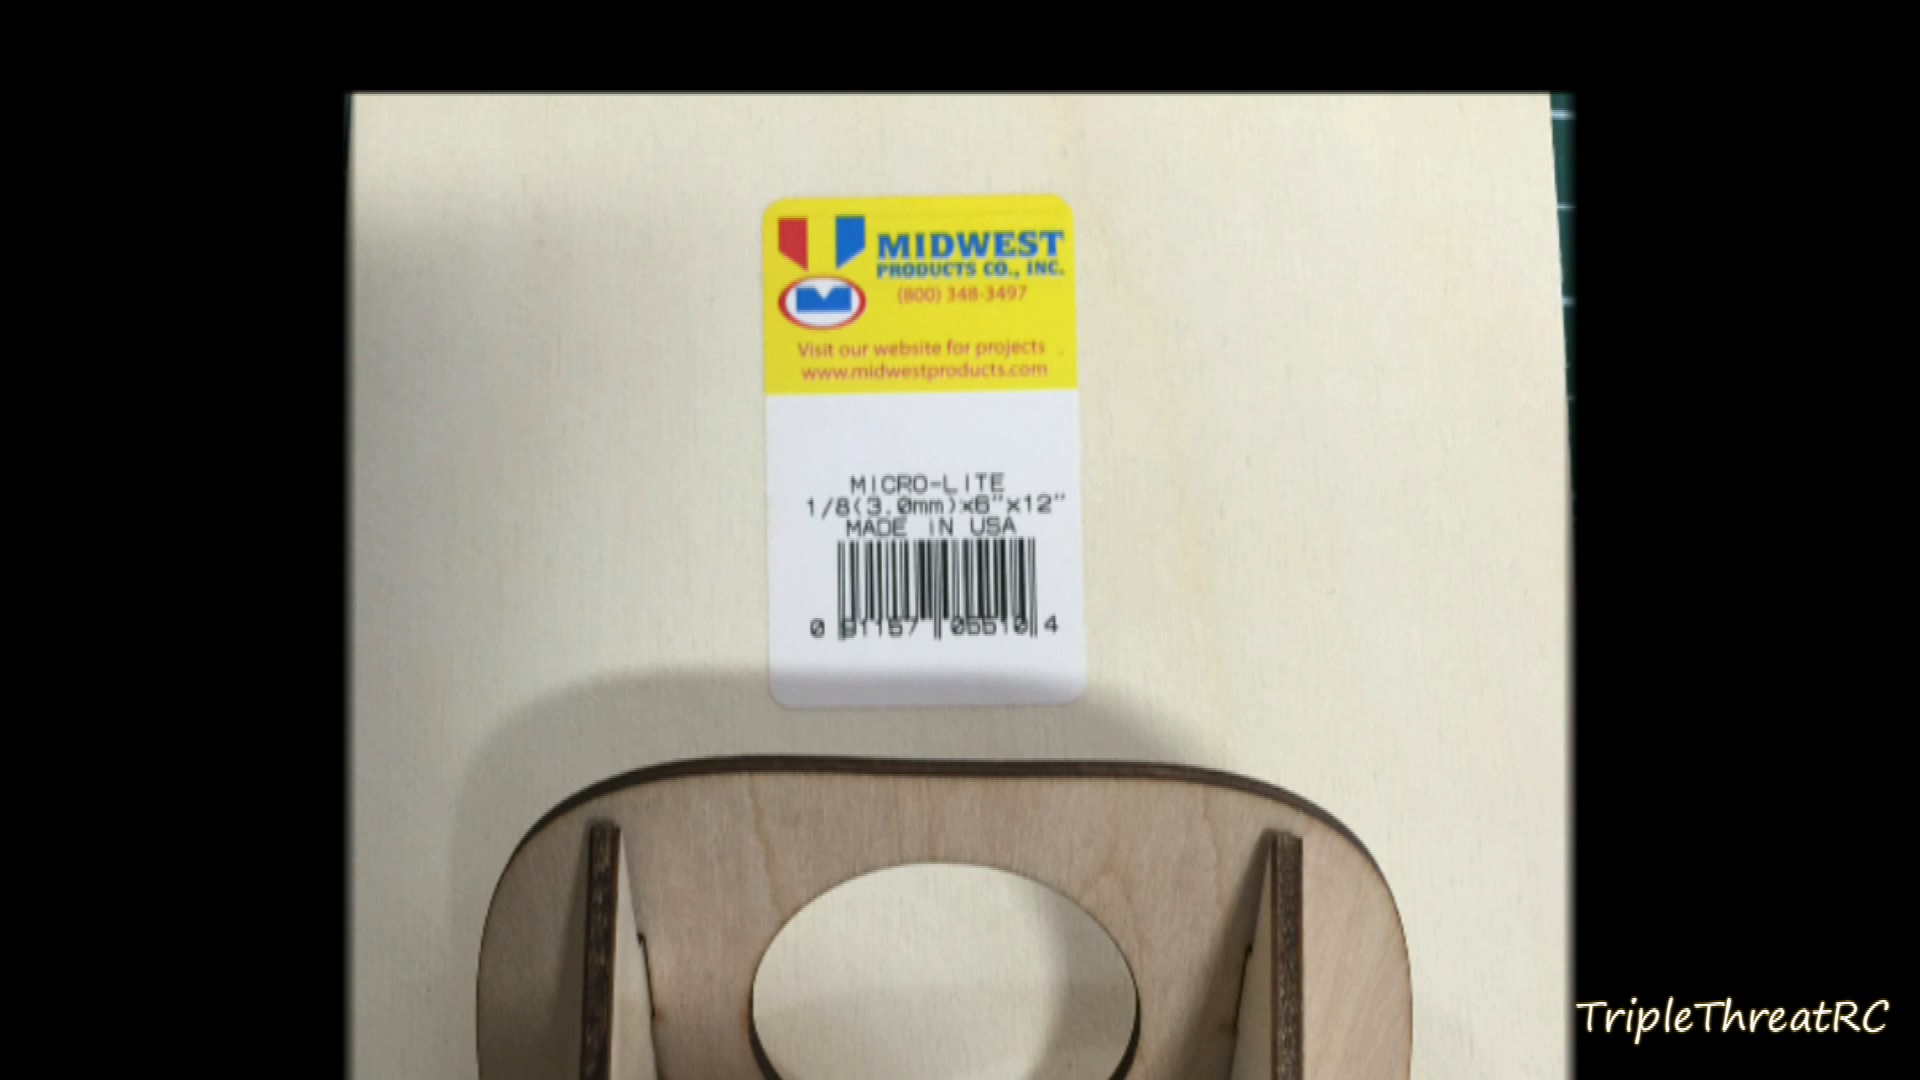 MIDWEST
PRODUCTS CO., INC.
(800) 348-3497
Visit our website for projects
www.midwestproducts.com
MICRO-LITE
1/8(3.0mm)x6"x12"
MADE IN USA
0 91157 05510 4
TripleThreatRC